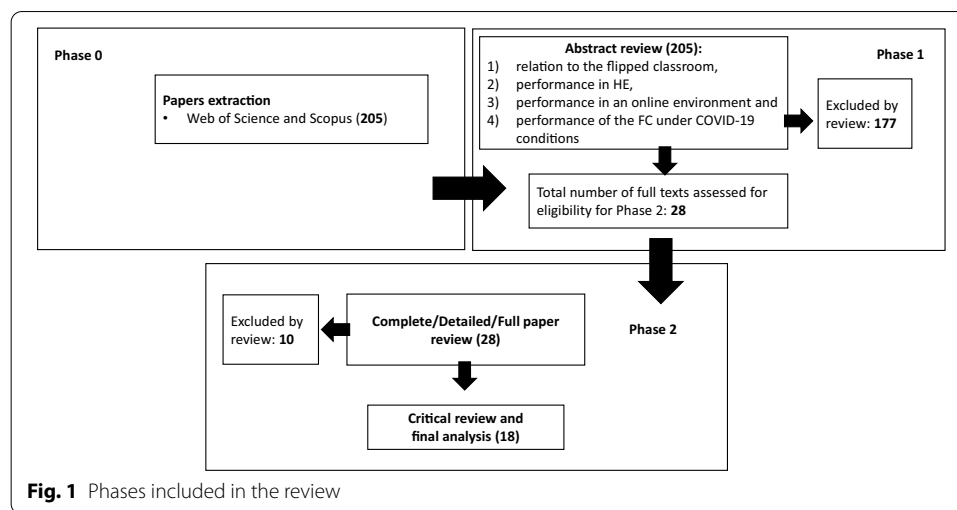 Phase 0
Papers extraction
• Web of Science and Scopus (205)
Phase 1
Abstract review (205):
1) relation to the flipped classroom,
2) performance in HE,
3) performance in an online environment and
4) performance of the FC under COVID-19
conditions
Excluded by
review: 177
Total number of full texts assessed for
eligibility for Phase 2: 28
Phase 2
Excluded by
review: 10
Complete/Detailed/Full paper
review (28)
Critical review and
final analysis (18)
Fig. 1 Phases included in the review